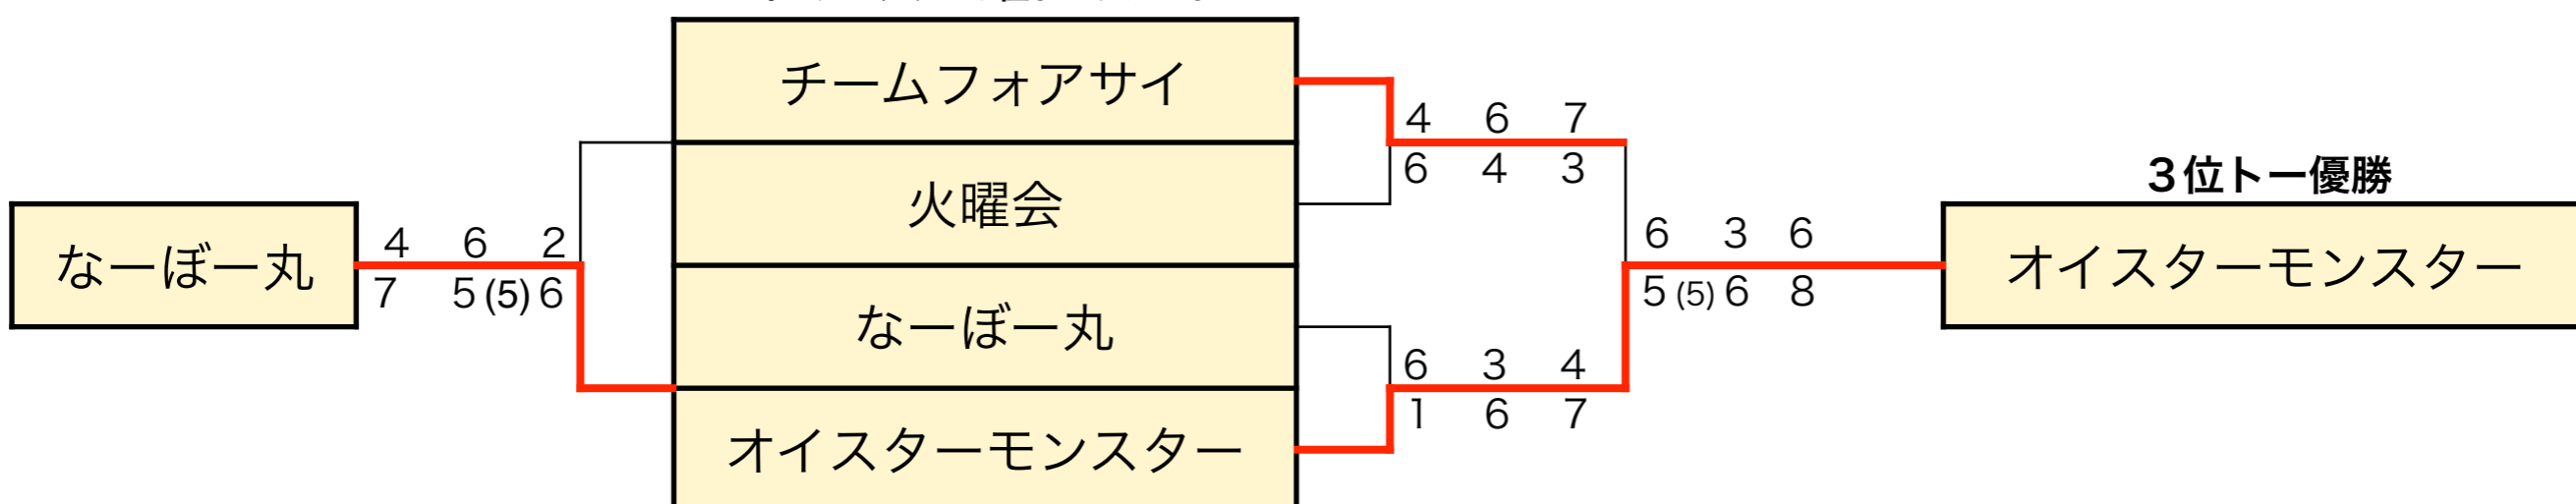 チームフォアサイ
4 6 7
6 4 3
火曜会
3位トー優勝
なーぼー丸
4 6 2
7 5(5) 6
6 3 6
5(5) 6 8
オイスターモンスター
なーぼー丸
6 3 4
1 6 7
オイスターモンスター